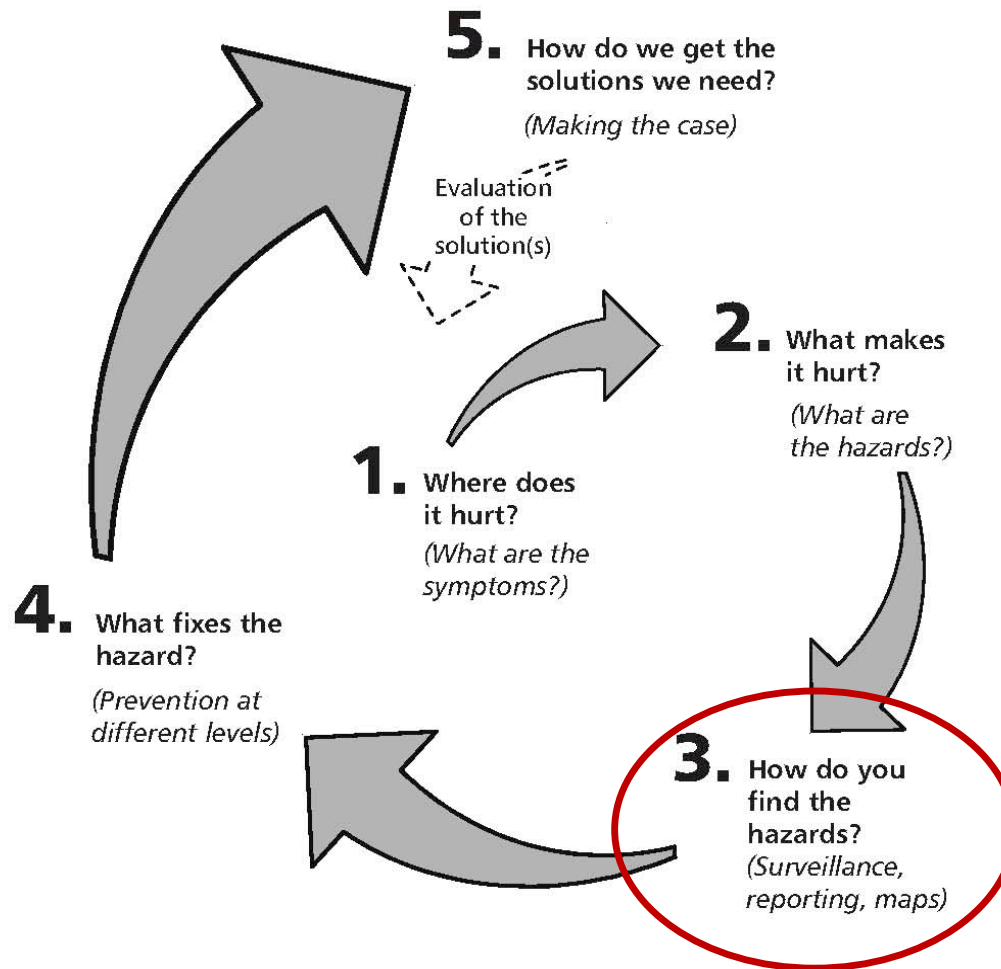 5. How do we get the
solutions we need?
(Making the case)
Evaluation
of the
solution(s)
2. What makes
it hurt?
(What are
the hazards?)
1. Where does
it hurt?
(What are the
symptoms?)
4. What fixes the
hazard?
(Prevention at
different levels)
3. How do you
find the
hazards?
(Surveillance,
reporting, maps)